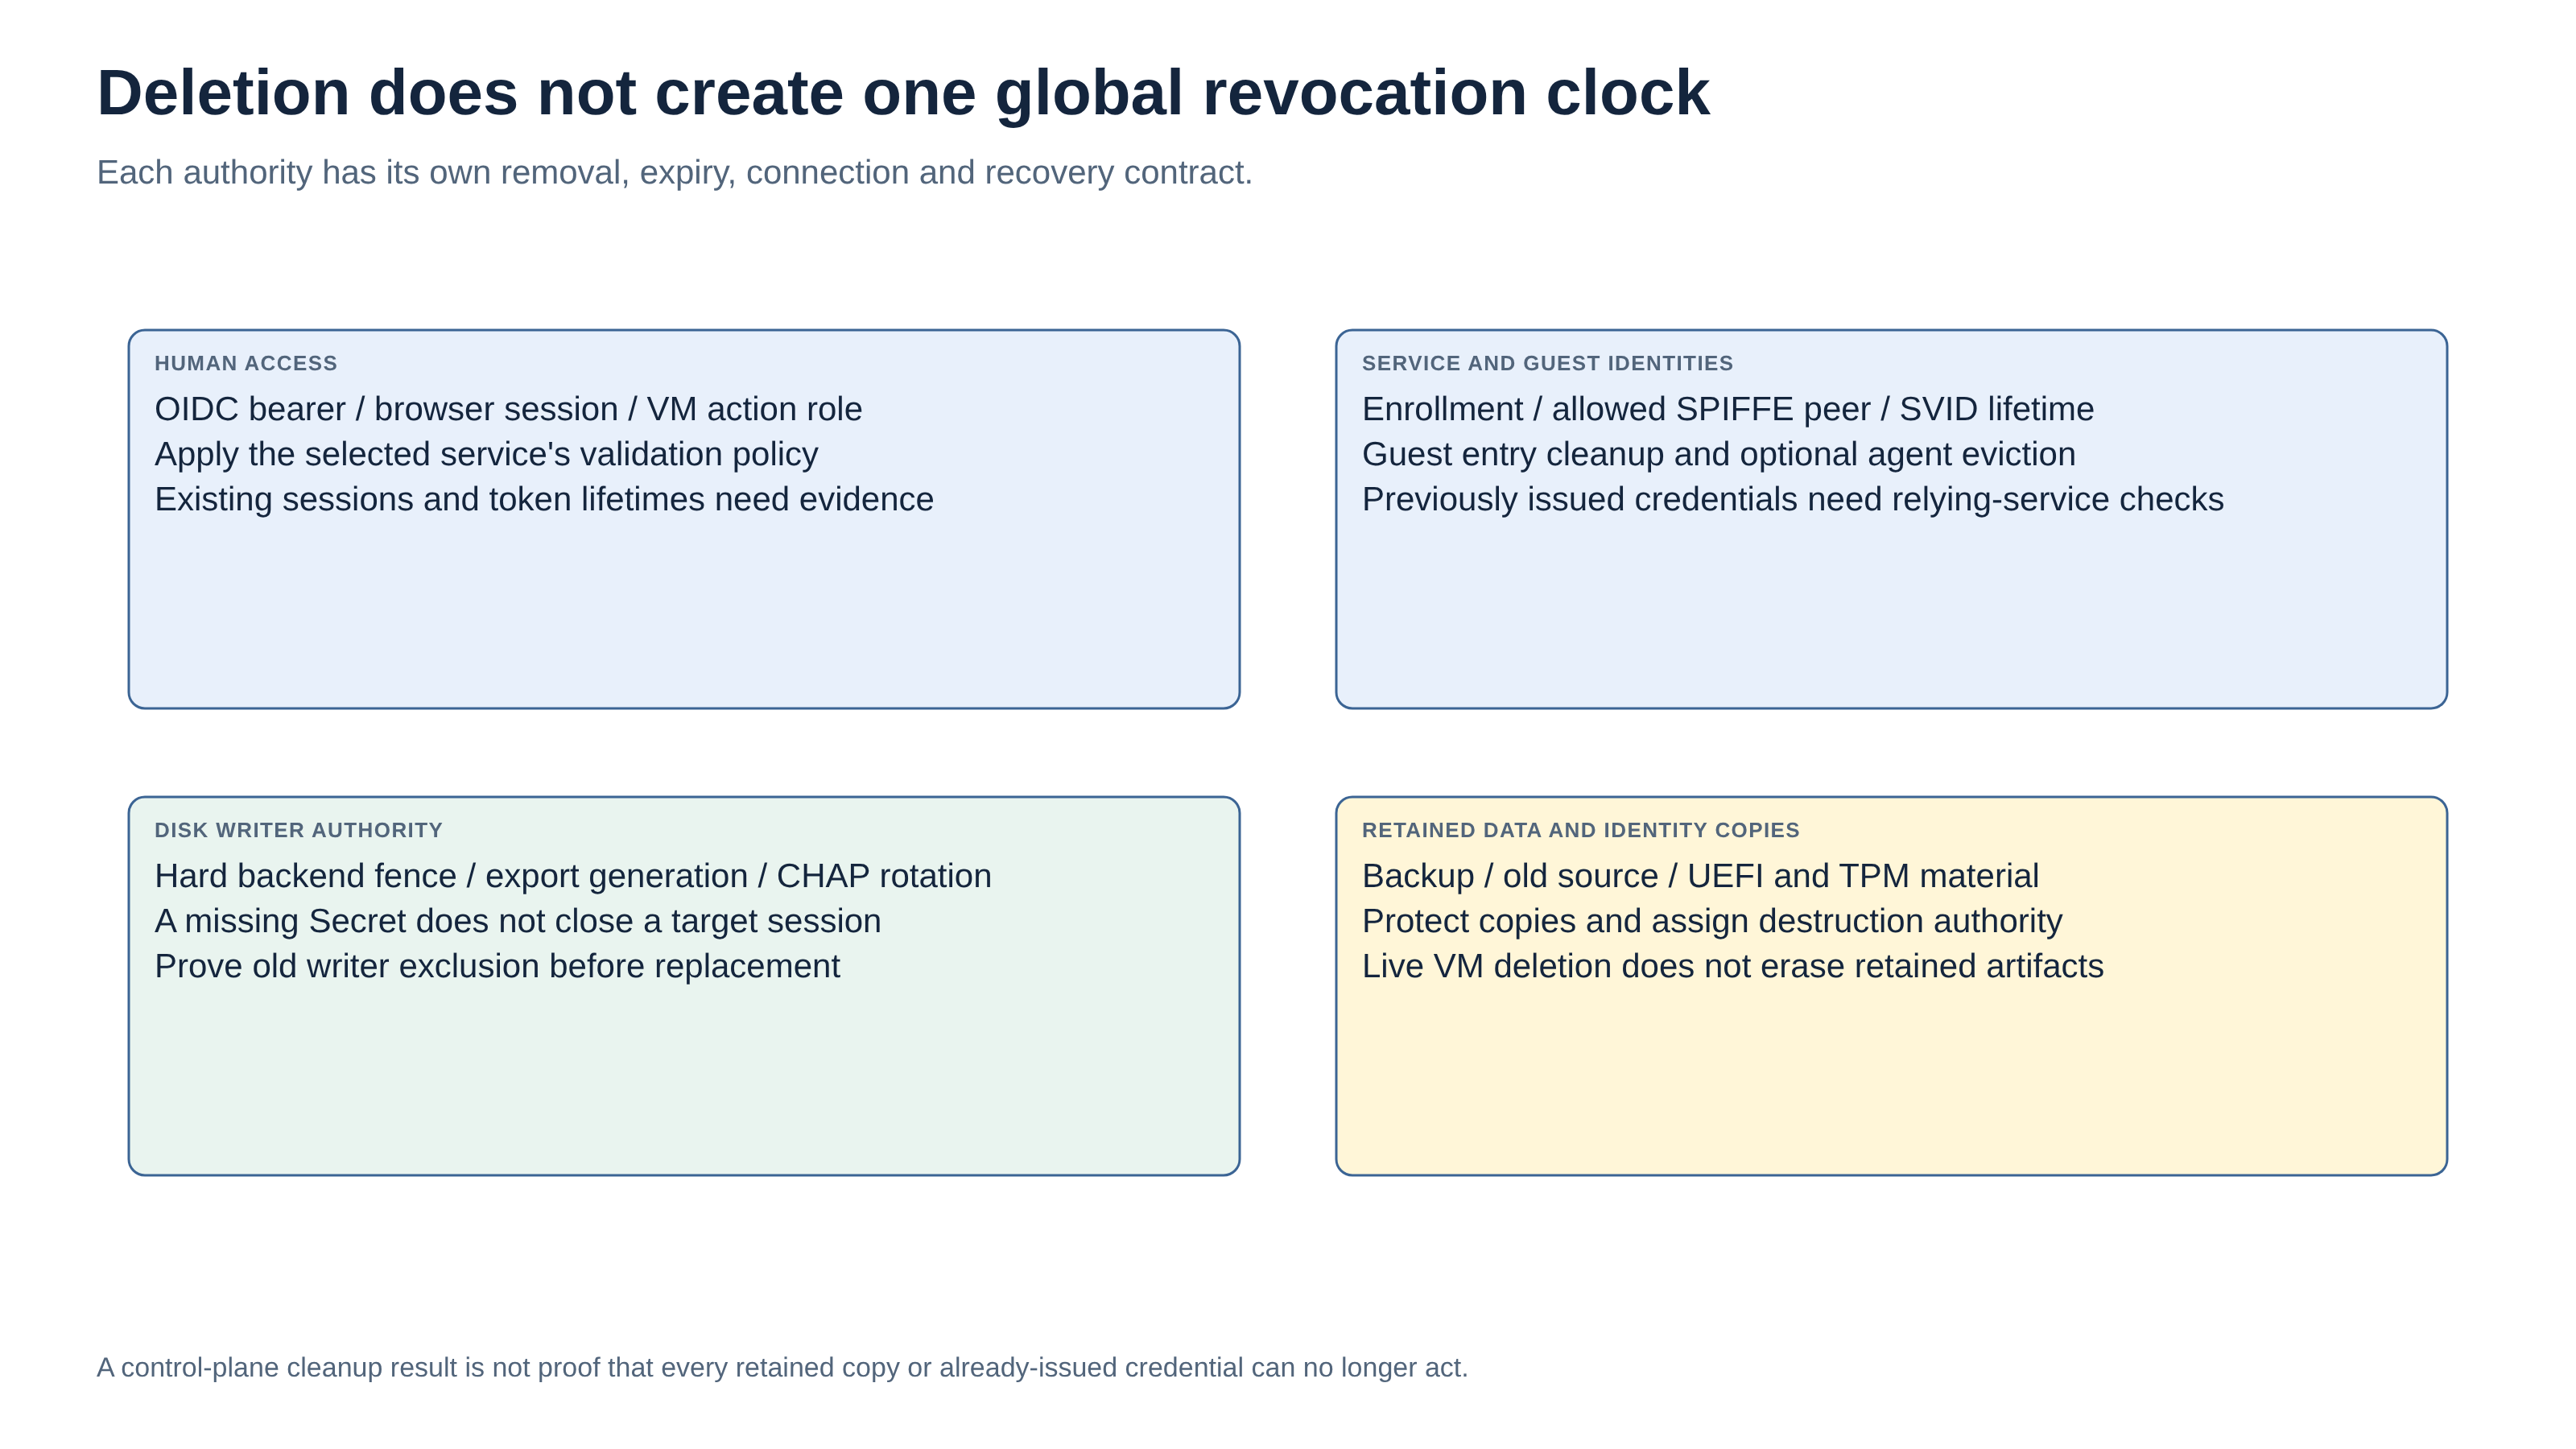 Deletion does not create one global revocation clock
Each authority has its own removal, expiry, connection and recovery contract.
HUMAN ACCESS
OIDC bearer / browser session / VM action role
Apply the selected service's validation policy
Existing sessions and token lifetimes need evidence
SERVICE AND GUEST IDENTITIES
Enrollment / allowed SPIFFE peer / SVID lifetime
Guest entry cleanup and optional agent eviction
Previously issued credentials need relying-service checks
DISK WRITER AUTHORITY
Hard backend fence / export generation / CHAP rotation
A missing Secret does not close a target session
Prove old writer exclusion before replacement
RETAINED DATA AND IDENTITY COPIES
Backup / old source / UEFI and TPM material
Protect copies and assign destruction authority
Live VM deletion does not erase retained artifacts
A control-plane cleanup result is not proof that every retained copy or already-issued credential can no longer act.